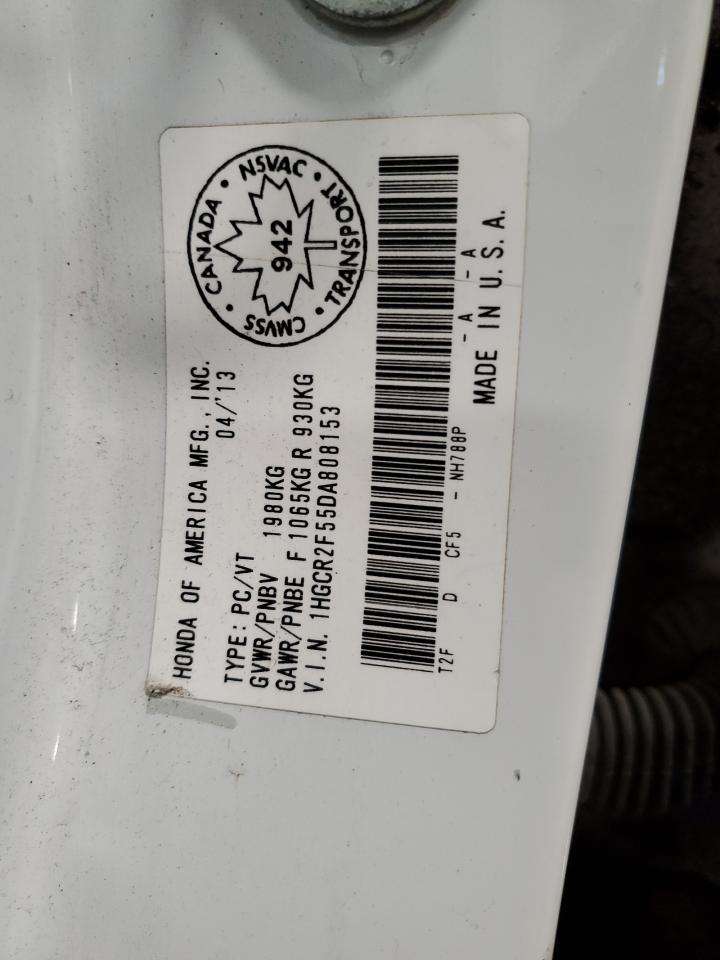 HONDA OF AMERICA MFG., INC.
04/'13
TYPE: PC/VT
GVWR/PNBV 1980KG
GAWR/PNBE F 1065KG R 930KG
V.I.N. 1HGCR2F55DA808153
CANADA • NSVAC • TRANSPORT • CMVSS •
942
T2F D CF5 - NH788P - A - A
MADE IN U.S.A.